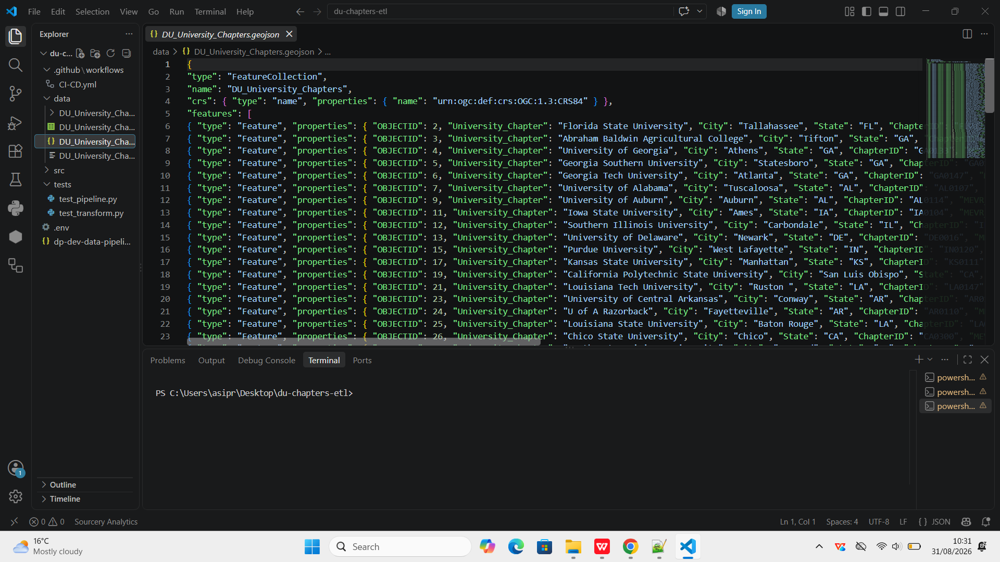 File Edit Selection View Go Run Terminal Help
du-chapters-etl
Sign In
Explorer
du-c...
.github\workflows
CI-CD.yml
data
DU_University_Cha...
DU_University_Cha...
DU_University_Cha...
DU_University_Cha...
src
tests
test_pipeline.py
test_transform.py
.env
dp-dev-data-pipeli...
Outline
Timeline
DU_University_Chapters.geojson
data > DU_University_Chapters.geojson > ...
1 {
2 "type": "FeatureCollection",
3 "name": "DU_University_Chapters",
4 "crs": { "type": "name", "properties": { "name": "urn:ogc:def:crs:OGC:1.3:CRS84" } },
5 "features": [
6 { "type": "Feature", "properties": { "OBJECTID": 2, "University_Chapter": "Florida State University", "City": "Tallahassee", "State": "FL", "Chapte
7 { "type": "Feature", "properties": { "OBJECTID": 3, "University_Chapter": "Abraham Baldwin Agricultural College", "City": "Tifton", "State": "GA",
8 { "type": "Feature", "properties": { "OBJECTID": 4, "University_Chapter": "University of Georgia", "City": "Athens", "State": "GA", "ChapterID": "G
9 { "type": "Feature", "properties": { "OBJECTID": 5, "University_Chapter": "Georgia Southern University", "City": "Statesboro", "State": "GA", "ChapterID": "GA0
10 { "type": "Feature", "properties": { "OBJECTID": 6, "University_Chapter": "Georgia Tech University", "City": "Atlanta", "State": "GA", "ChapterID": "GA0147",
11 { "type": "Feature", "properties": { "OBJECTID": 7, "University_Chapter": "University of Alabama", "City": "Tuscaloosa", "State": "AL", "ChapterID": "AL0107",
12 { "type": "Feature", "properties": { "OBJECTID": 9, "University_Chapter": "University of Auburn", "City": "Auburn", "State": "AL", "ChapterID": "AL0114", "MEVR
13 { "type": "Feature", "properties": { "OBJECTID": 11, "University_Chapter": "Iowa State University", "City": "Ames", "State": "IA", "ChapterID": "IA0104", "MEVR
14 { "type": "Feature", "properties": { "OBJECTID": 12, "University_Chapter": "Southern Illinois University", "City": "Carbondale", "State": "IL", "ChapterID": "I
15 { "type": "Feature", "properties": { "OBJECTID": 13, "University_Chapter": "University of Delaware", "City": "Newark", "State": "DE", "ChapterID": "DE0016", "M
16 { "type": "Feature", "properties": { "OBJECTID": 15, "University_Chapter": "Purdue University", "City": "West Lafayette", "State": "IN", "ChapterID": "IN0120",
17 { "type": "Feature", "properties": { "OBJECTID": 17, "University_Chapter": "Kansas State University", "City": "Manhattan", "State": "KS", "ChapterID": "KS0111"
18 { "type": "Feature", "properties": { "OBJECTID": 19, "University_Chapter": "California Polytechnic State University", "City": "San Luis Obispo", "State": "CA",
19 { "type": "Feature", "properties": { "OBJECTID": 21, "University_Chapter": "Louisiana Tech University", "City": "Ruston ", "State": "LA", "ChapterID": "LA0147"
20 { "type": "Feature", "properties": { "OBJECTID": 23, "University_Chapter": "University of Central Arkansas", "City": "Conway", "State": "AR", "ChapterID": "AR0
21 { "type": "Feature", "properties": { "OBJECTID": 24, "University_Chapter": "U of A Razorback", "City": "Fayetteville", "State": "AR", "ChapterID": "AR0110", "M
22 { "type": "Feature", "properties": { "OBJECTID": 25, "University_Chapter": "Louisiana State University", "City": "Baton Rouge", "State": "LA", "ChapterID": "LA
23 { "type": "Feature", "properties": { "OBJECTID": 26, "University_Chapter": "Chico State University", "City": "Chico", "State": "CA", "ChapterID": "CA0300", "ME
Problems Output Debug Console Terminal Ports
PS C:\Users\asipr\Desktop\du-chapters-etl>
powersh...
powersh...
powersh...
1
0 0 Sourcery Analytics
Ln 1, Col 1 Spaces: 4 UTF-8 LF { } JSON
16°C
Mostly cloudy
Search
10:31
31/08/2026